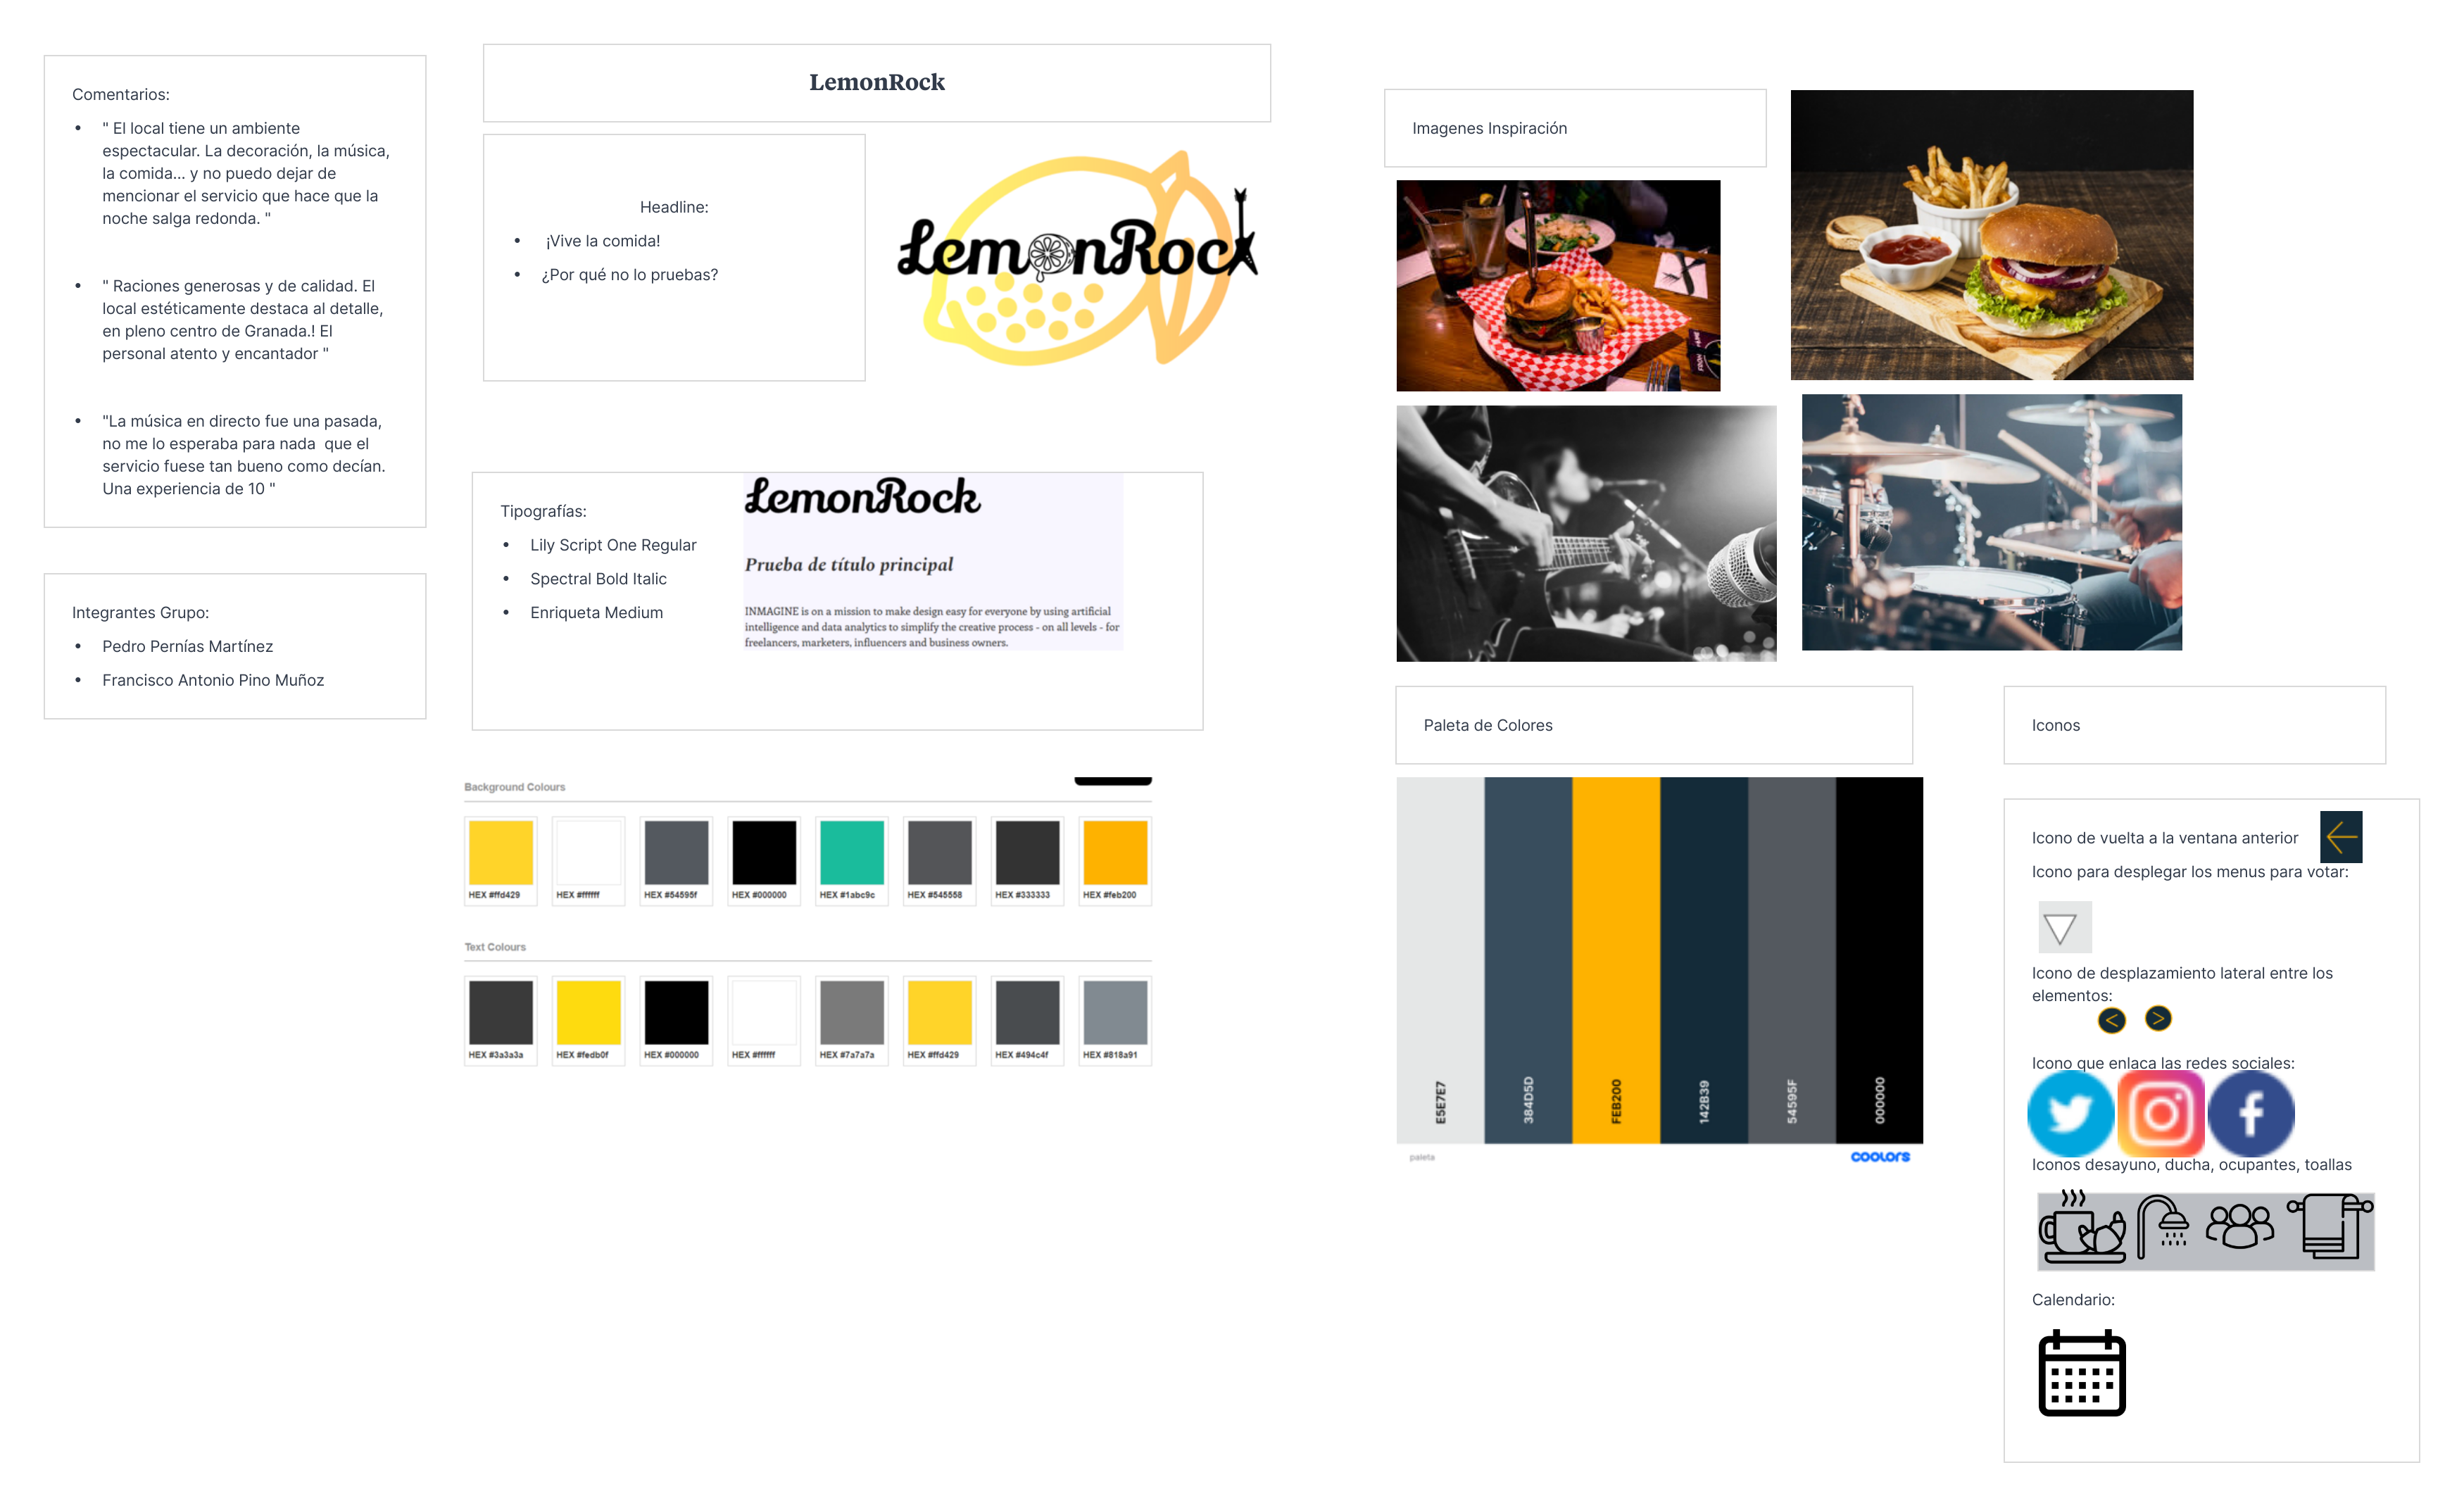 Comentarios:
• " El local tiene un ambiente
espectacular. La decoración, la música,
la comida... y no puedo dejar de
mencionar el servicio que hace que la
noche salga redonda. "
• " Raciones generosas y de calidad. El
local estéticamente destaca al detalle,
en pleno centro de Granada.! El
personal atento y encantador "
• "La música en directo fue una pasada,
no me lo esperaba para nada  que el
servicio fuese tan bueno como decían.
Una experiencia de 10 "
Integrantes Grupo:
• Pedro Pernías Martínez
• Francisco Antonio Pino Muñoz
LemonRock
Headline:
• ¡Vive la comida!
• ¿Por qué no lo pruebas?
LemonRock
Tipografías:
• Lily Script One Regular
• Spectral Bold Italic
• Enriqueta Medium
LemonRock
Prueba de título principal
INMAGINE is on a mission to make design easy for everyone by using artificial
intelligence and data analytics to simplify the creative process - on all levels - for
freelancers, marketers, influencers and business owners.
Background Colours
HEX #ffd429 HEX #ffffff HEX #54595f HEX #000000 HEX #1abc9c HEX #545558 HEX #333333 HEX #feb200
Text Colours
HEX #3a3a3a HEX #fedb0f HEX #000000 HEX #ffffff HEX #7a7a7a HEX #ffd429 HEX #494c4f HEX #818a91
Imagenes Inspiración
Paleta de Colores
E5E7E7 384D5D FEB200 142B39 54595F 000000
paleta
coolors
Iconos
Icono de vuelta a la ventana anterior
Icono para desplegar los menus para votar:
Icono de desplazamiento lateral entre los
elementos:
Icono que enlaca las redes sociales:
Iconos desayuno, ducha, ocupantes, toallas
Calendario: